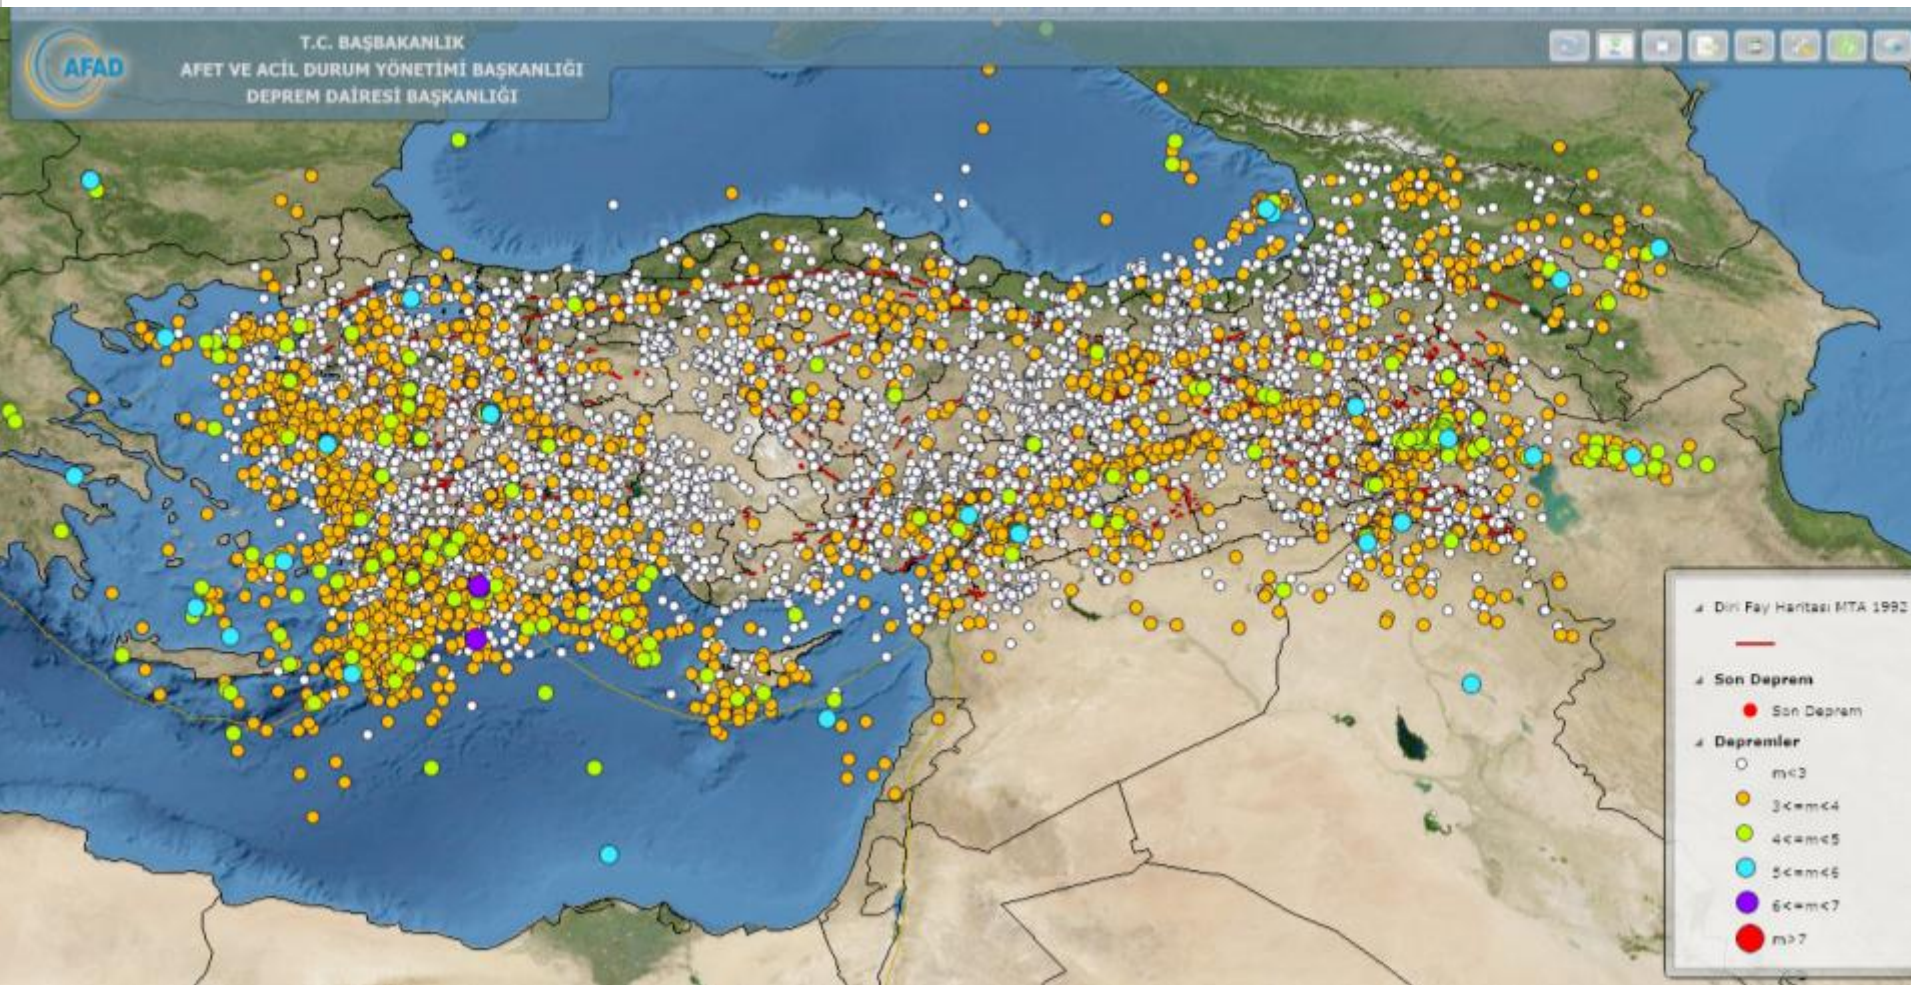 AFAD
T.C. BAŞBAKANLIK
AFET VE ACİL DURUM YÖNETİMİ BAŞKANLIĞI
DEPREM DAİRESİ BAŞKANLIĞI
Diri Fay Haritası MTA 1992
Son Deprem
Son Deprem
Depremler
m<3
3<=m<4
4<=m<5
5<=m<6
6<=m<7
m>7